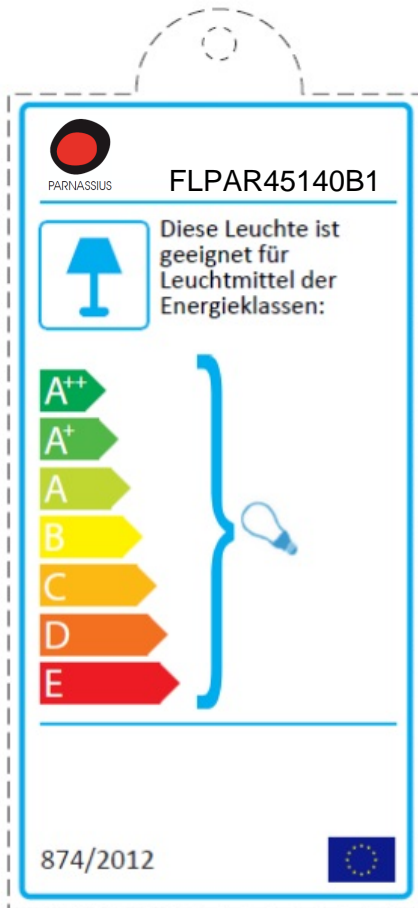 PARNASSIUS
FLPAR45140B1
Diese Leuchte ist
geeignet für
Leuchtmittel der
Energieklassen:
A++
A+
A
B
C
D
E
874/2012